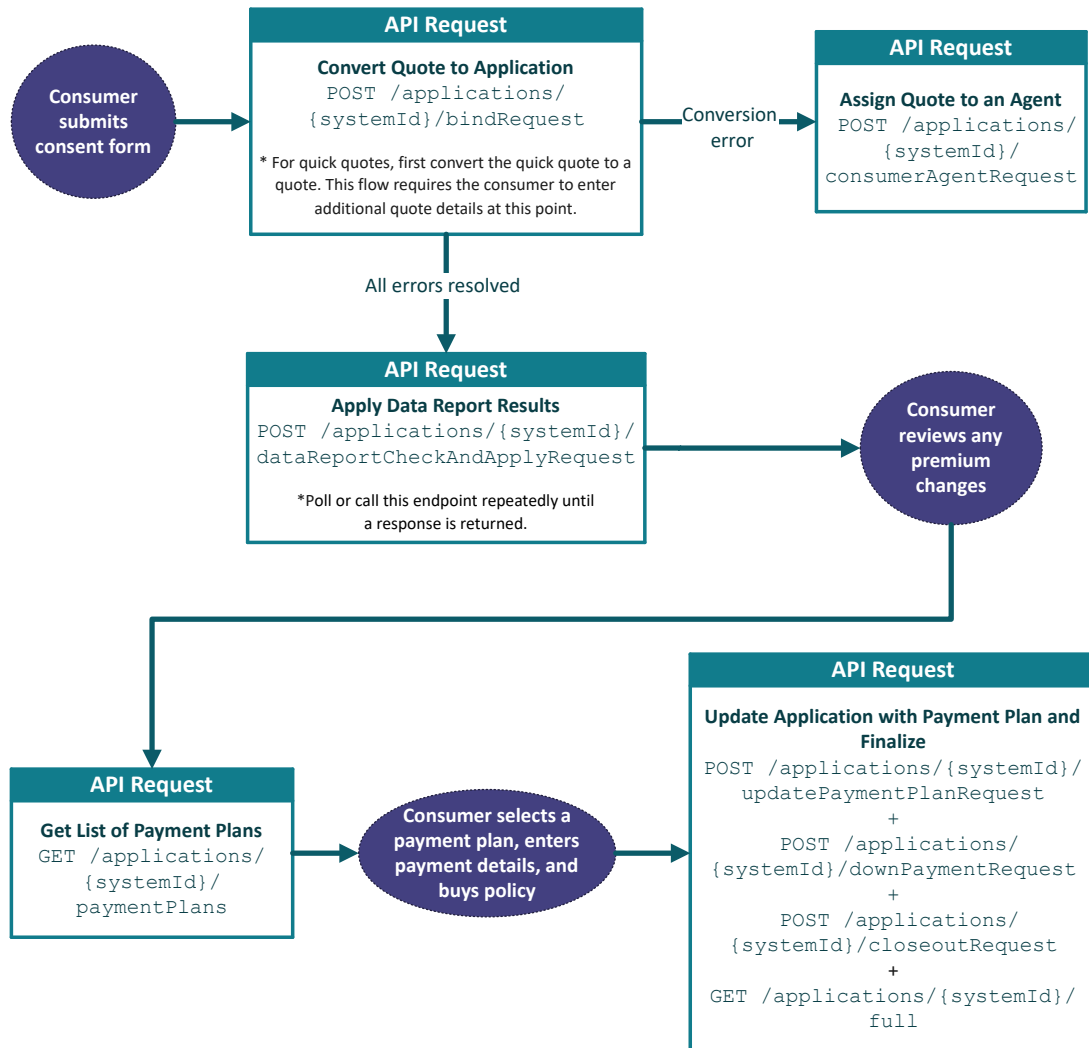 Consumer
submits
consent form
API Request
Convert Quote to Application
POST /applications/
{systemId}/bindRequest
* For quick quotes, first convert the quick quote to a
quote. This flow requires the consumer to enter
additional quote details at this point.
Conversion
error
API Request
Assign Quote to an Agent
POST /applications/
{systemId}/
consumerAgentRequest
All errors resolved
API Request
Apply Data Report Results
POST /applications/{systemId}/
dataReportCheckAndApplyRequest
*Poll or call this endpoint repeatedly until
a response is returned.
Consumer
reviews any
premium
changes
API Request
Get List of Payment Plans
GET /applications/
{systemId}/
paymentPlans
Consumer selects a
payment plan, enters
payment details, and
buys policy
API Request
Update Application with Payment Plan and
Finalize
POST /applications/{systemId}/
updatePaymentPlanRequest
+
POST /applications/
{systemId}/downPaymentRequest
+
POST /applications/
{systemId}/closeoutRequest
+
GET /applications/{systemId}/
full